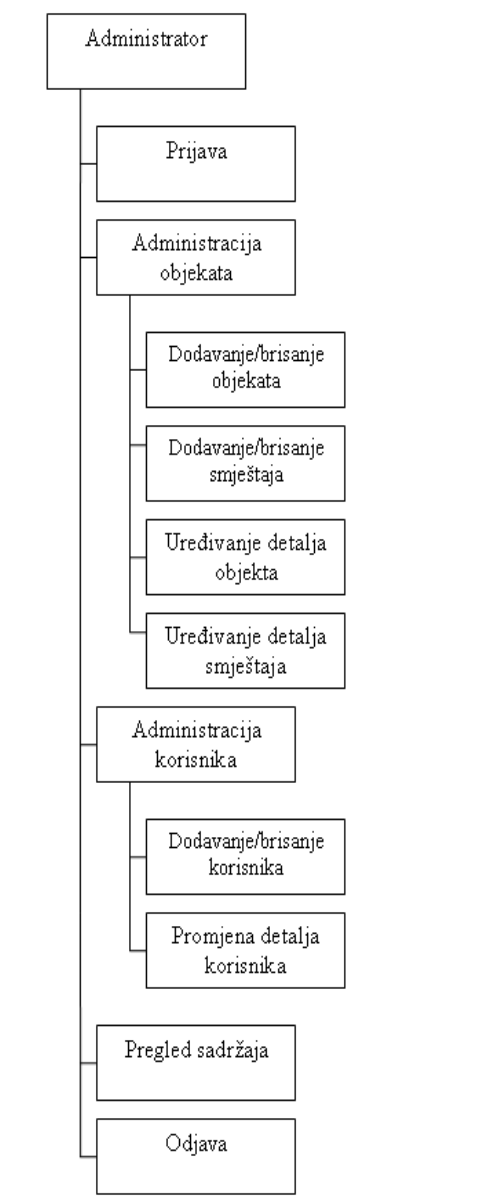 Administrator
Prijava
Administracija
objekata
Dodavanje/brisanje
objekata
Dodavanje/brisanje
smještaja
Uređivanje detalja
objekta
Uređivanje detalja
smještaja
Administracija
korisnika
Dodavanje/brisanje
korisnika
Promjena detalja
korisnika
Pregled sadržaja
Odjava